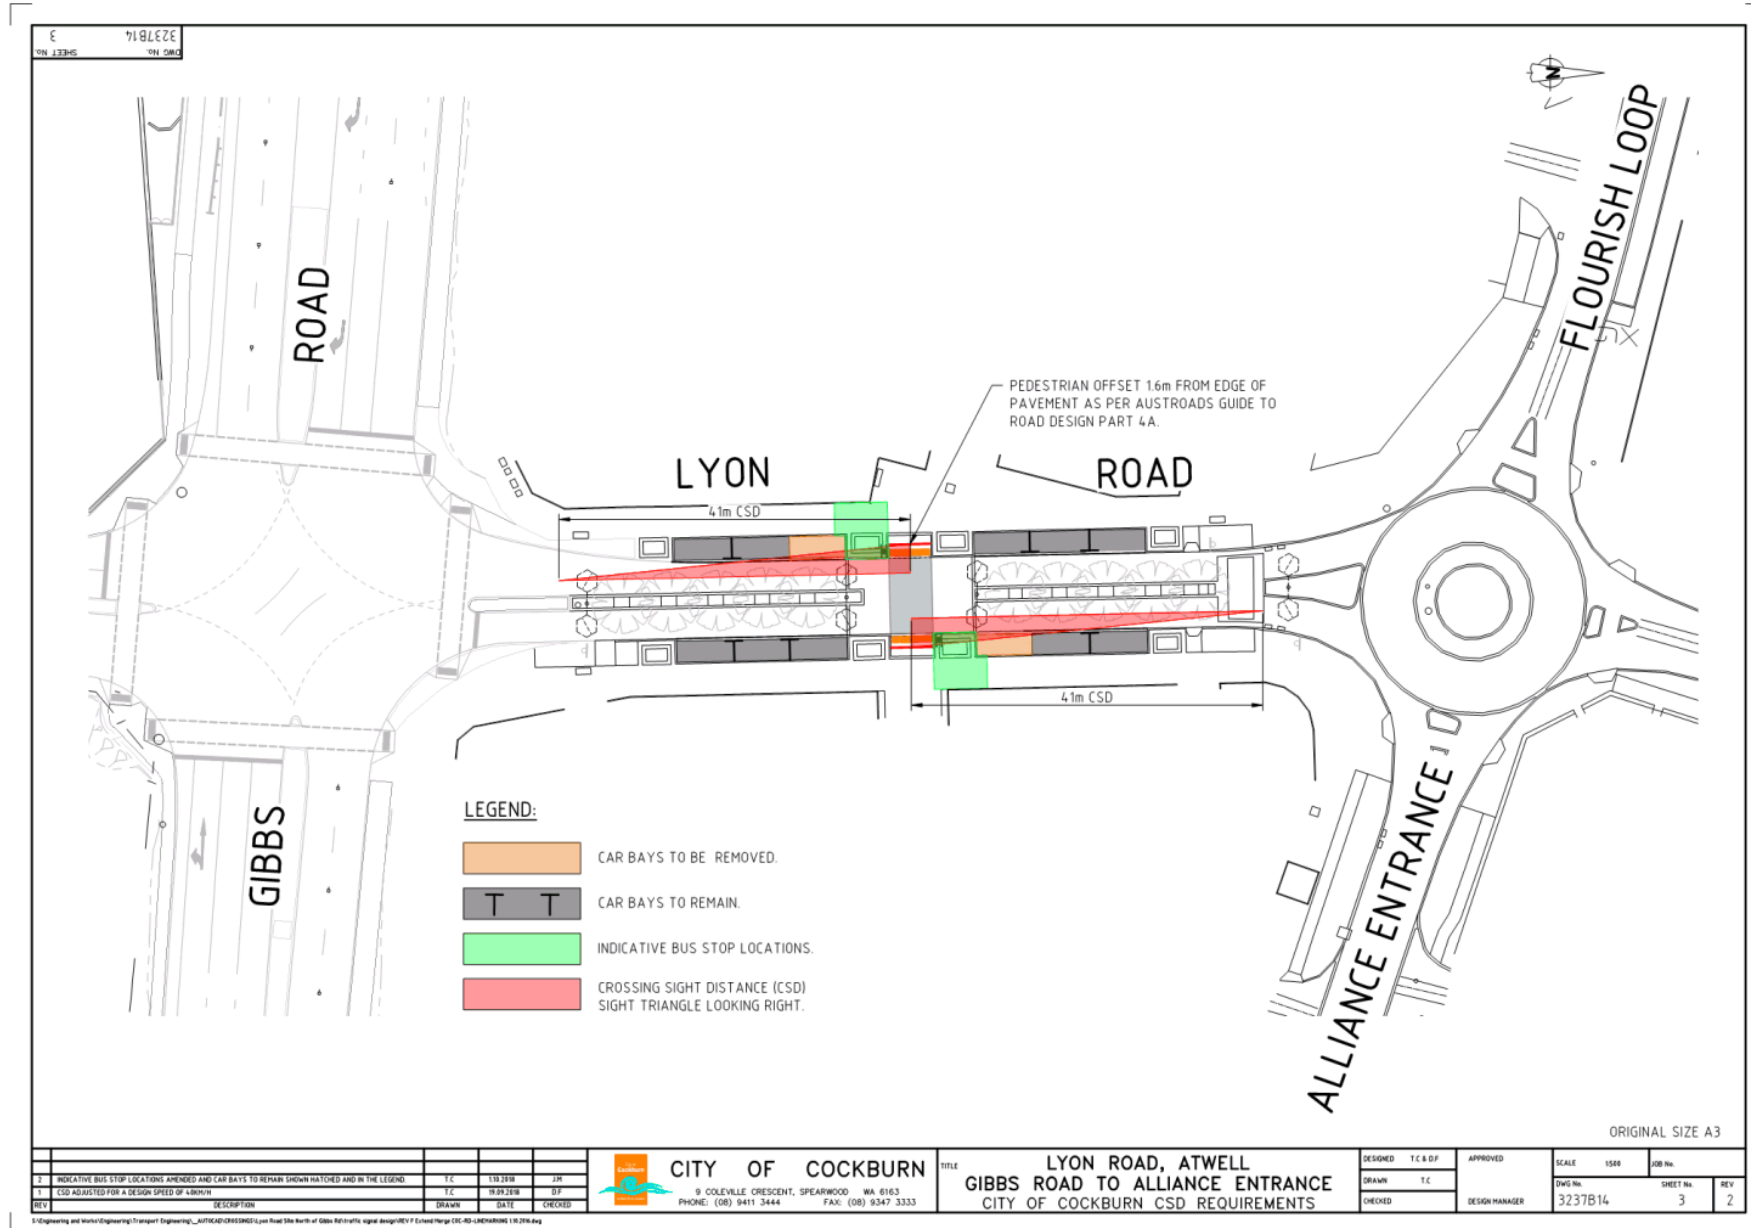 DWG No.
SHEET No.
3237B14
3
N
FLOURISH LOOP
ROAD
PEDESTRIAN OFFSET 1.6m FROM EDGE OF
PAVEMENT AS PER AUSTROADS GUIDE TO
ROAD DESIGN PART 4A.
LYON
ROAD
41m CSD
41m CSD
GIBBS
ALLIANCE ENTRANCE
LEGEND:
CAR BAYS TO BE REMOVED.
T T
CAR BAYS TO REMAIN.
INDICATIVE BUS STOP LOCATIONS.
CROSSING SIGHT DISTANCE (CSD)
SIGHT TRIANGLE LOOKING RIGHT.
ORIGINAL SIZE A3
2 INDICATIVE BUS STOP LOCATIONS AMENDED AND CAR BAYS TO REMAIN SHOWN HATCHED AND IN THE LEGEND. T.C 1.10.2018 J.M
1 CSD ADJUSTED FOR A DESIGN SPEED OF 40KM/H T.C 19.09.2018 D.F
REV DESCRIPTION DRAWN DATE CHECKED
Cockburn
CITY OF COCKBURN
9 COLEVILLE CRESCENT, SPEARWOOD WA 6163
PHONE: (08) 9411 3444 FAX: (08) 9347 3333
TITLE
LYON ROAD, ATWELL
GIBBS ROAD TO ALLIANCE ENTRANCE
CITY OF COCKBURN CSD REQUIREMENTS
DESIGNED T.C & D.F
DRAWN T.C
CHECKED
APPROVED
DESIGN MANAGER
SCALE 1:500
JOB No.
DWG No.
3237B14
SHEET No.
3
REV
2